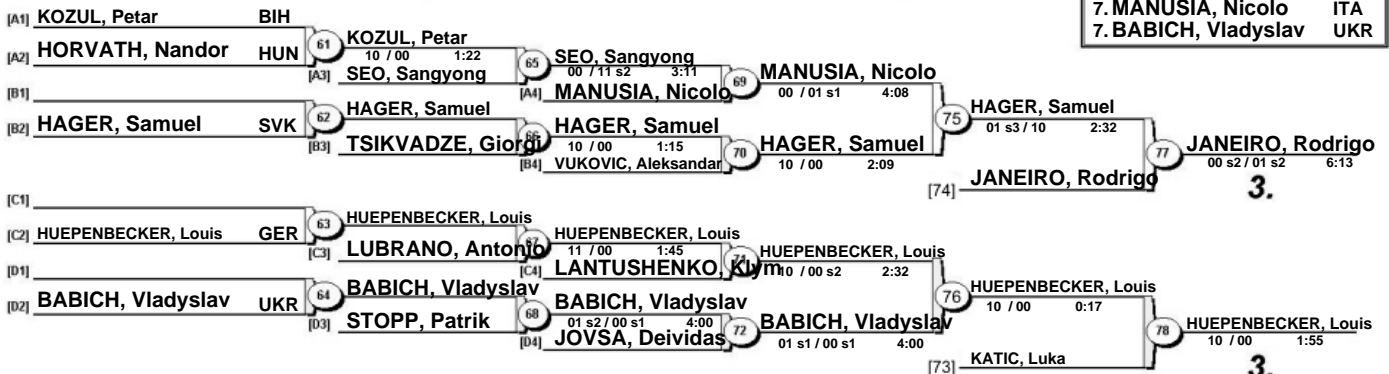 7. MANUSIA, Nicolo ITA
7. BABICH, Vladyslav UKR
[A1] KOZUL, Petar BIH
[A2] HORVATH, Nandor HUN
61
KOZUL, Petar
10 / 00 1:22
[A3] SEO, Sangyong
65
SEO, Sangyong
00 / 11 s2 3:11
[A4] MANUSIA, Nicolo
69
MANUSIA, Nicolo
00 / 01 s1 4:08
[B1]
[B2] HAGER, Samuel SVK
62
HAGER, Samuel
[B3] TSIKVADZE, Giorgi
66
HAGER, Samuel
10 / 00 1:15
[B4] VUKOVIC, Aleksandar
70
HAGER, Samuel
10 / 00 2:09
75
HAGER, Samuel
01 s3 / 10 2:32
[74] JANEIRO, Rodrigo
77
JANEIRO, Rodrigo
00 s2 / 01 s2 6:13
3.
[C1]
[C2] HUEPENBECKER, Louis GER
63
HUEPENBECKER, Louis
[C3] LUBRANO, Antonio
67
HUEPENBECKER, Louis
11 / 00 1:45
[C4] LANTUSHENKO, Klym
71
HUEPENBECKER, Louis
10 / 00 s2 2:32
[D1]
[D2] BABICH, Vladyslav UKR
64
BABICH, Vladyslav
[D3] STOPP, Patrik
68
BABICH, Vladyslav
01 s2 / 00 s1 4:00
[D4] JOVSA, Deividas
72
BABICH, Vladyslav
01 s1 / 00 s1 4:00
76
HUEPENBECKER, Louis
10 / 00 0:17
[73] KATIC, Luka
78
HUEPENBECKER, Louis
10 / 00 1:55
3.